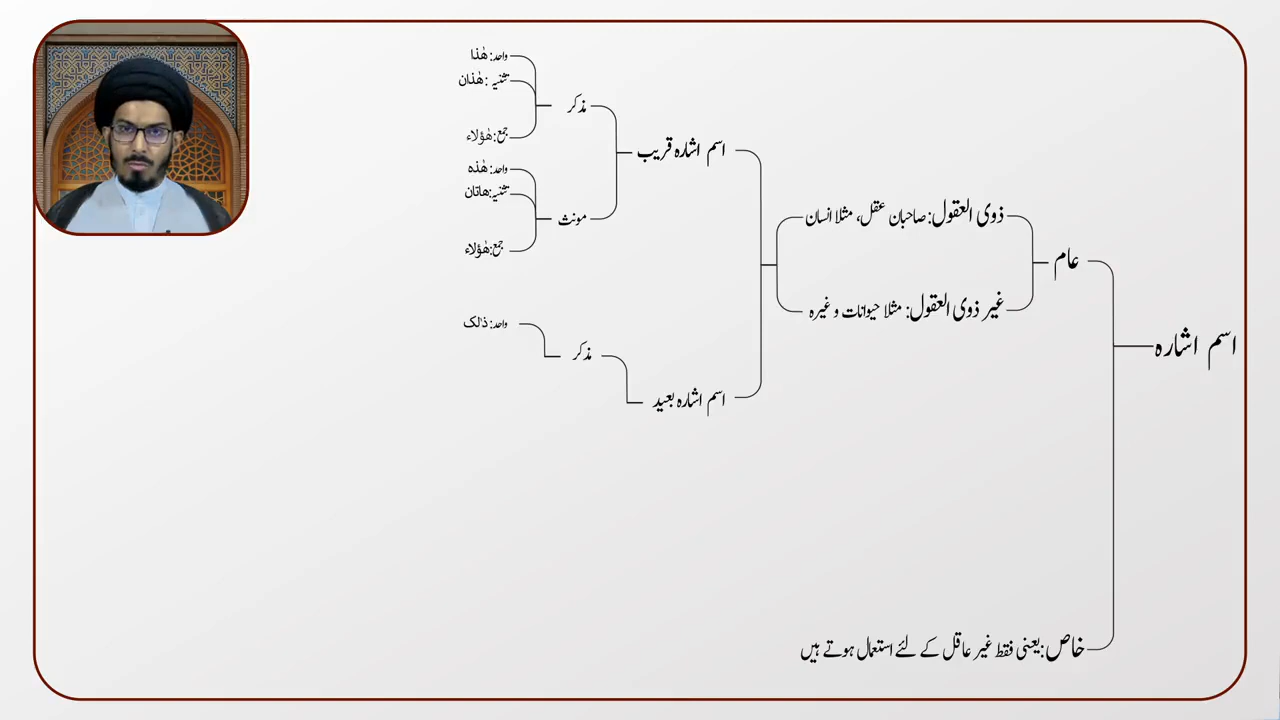 اسم اشارہ
عام
ذوی العقول: صاحبان عقل، مثلا انسان
غیر ذوی العقول: مثلا حیوانات و غیرہ
اسم اشارہ قریب
مذکر
واحد: هٰذا
تثنیہ: هٰذان
جمع: هٰؤلاء
مونث
واحد: هٰذه
تثنیہ: هاتان
جمع: هٰؤلاء
اسم اشارہ بعید
مذکر
واحد: ذٰلک
خاص: یعنی فقط غیر عاقل کے لئے استعمال ہوتے ہیں